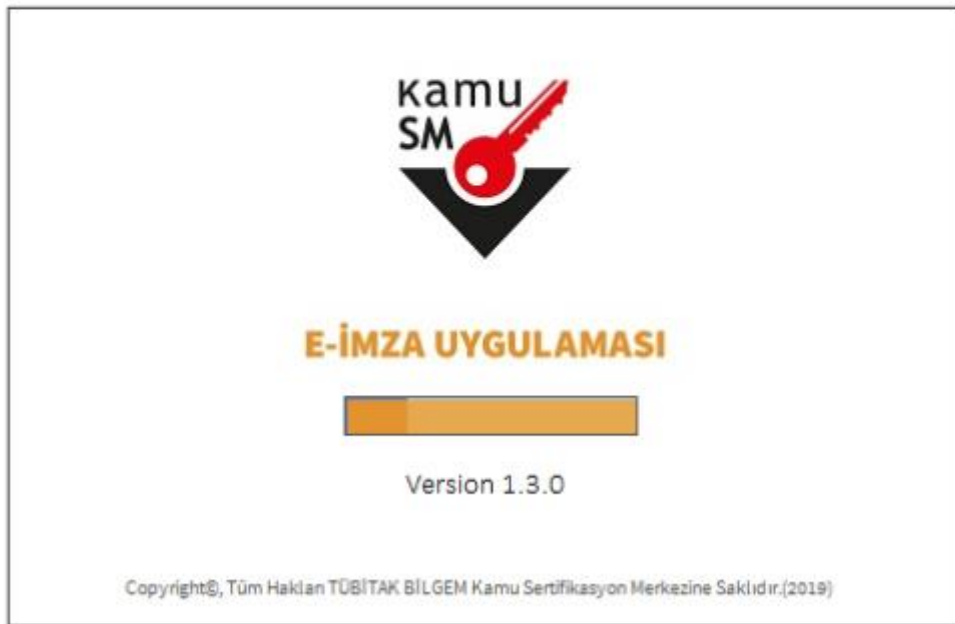 Kamu
SM
E-İMZA UYGULAMASI
Version 1.3.0
Copyright©, Tüm Hakları TÜBİTAK BİLGEM Kamu Sertifikasyon Merkezine Saklıdır.(2019)